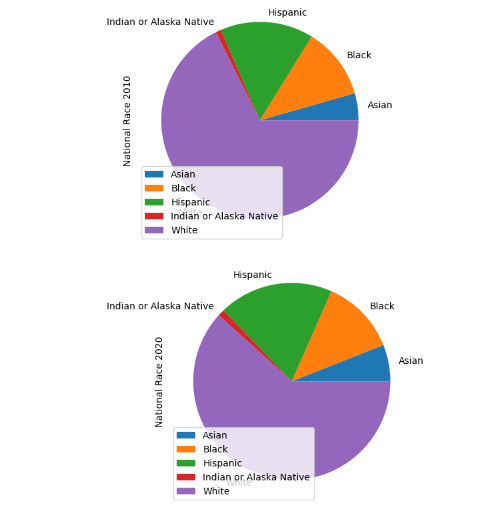 Hispanic
Indian or Alaska Native
Black
National Race 2010
Asian
Asian
Black
Hispanic
Indian or Alaska Native
White
Hispanic
Indian or Alaska Native
Black
National Race 2020
Asian
Asian
Black
Hispanic
Indian or Alaska Native
White
White